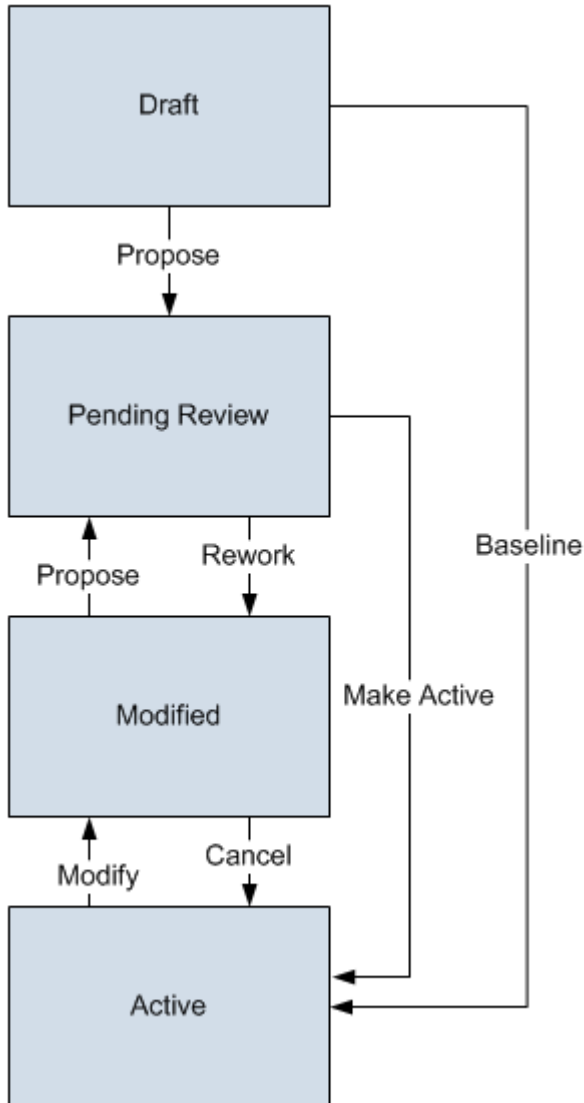 Draft
Propose
Pending Review
Propose
Rework
Baseline
Modified
Make Active
Modify
Cancel
Active